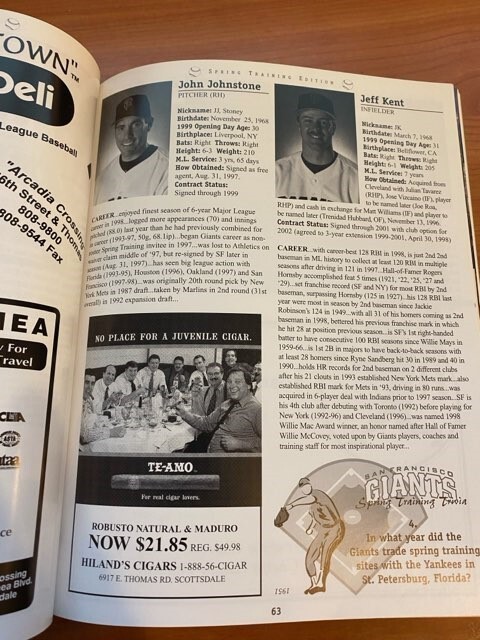 TOWN"
Deli
TM
League Baseball
"Arcadia Crossing
6th Street & Thomas
808-980
808-9544 Fax
MEA
y For
Travel
CLIA
ASTA
ntaa
ce
ossing
ea Blvd.
dale
SPRING TRAINING EDITION
John Johnstone
PITCHER (RH)
Nickname: JJ, Stoney
Birthdate: November 25, 1968
1999 Opening Day Age: 30
Birthplace: Liverpool, NY
Bats: Right Throws: Right
Height: 6-3 Weight: 210
M.L. Service: 3 yrs, 65 days
How Obtained: Signed as free
agent, Aug. 31, 1997.
Contract Status:
Signed through 1999
CAREER...enjoyed finest season of 6-year Major League
career in 1998...logged more appearances (70) and innings
pitched (88.0) last year than he had previously combined for
career (1993-97, 50g, 68.1ip)...began Giants career as non-
roster Spring Training invitee in 1997...was lost to Athletics on
waiver claim middle of '97, but re-signed by SF later in
season (Aug. 31, 1997)...has seen big league action with
Florida (1993-95), Houston (1996), Oakland (1997) and San
Francisco (1997-98)...was originally 20th round pick by New
York Mets in 1987 draft...taken by Marlins in 2nd round (31st
overall) in 1992 expansion draft...
NO PLACE FOR A JUVENILE CIGAR.
TE-AMO
For real cigar lovers.
ROBUSTO NATURAL & MADURO
NOW $21.85 REG. $49.98
HILAND'S CIGARS 1-888-56-CIGAR
6917 E. THOMAS RD. SCOTTSDALE
Jeff Kent
INFIELDER
Nickname: JK
Birthdate: March 7, 1968
1999 Opening Day Age: 31
Birthplace: Bellflower, CA
Bats: Right Throws: Right
Height: 6-1 Weight: 205
M.L. Service: 7 years
How Obtained: Acquired from
Cleveland with Julian Tavarez
(RHP), Jose Vizcaino (IF), player
to be named later (Joe Roa,
RHP) and cash in exchange for Matt Williams (IF) and player to
be named later (Trinidad Hubbard, OF), November 13, 1996.
Contract Status: Signed through 2001 with club option for
2002 (agreed to 3-year extension 1999-2001, April 30, 1998)
CAREER...with career-best 128 RBI in 1998, is just 2nd 2nd
baseman in ML history to collect at least 120 RBI in multiple
seasons after driving in 121 in 1997...Hall-of-Famer Rogers
Hornsby accomplished feat 5 times (1921, '22, '25, '27 and
'29)...set franchise record (SF and NY) for most RBI by 2nd
baseman, surpassing Hornsby (125 in 1927)...his 128 RBI last
year were most in season by 2nd baseman since Jackie
Robinson's 124 in 1949...with all 31 of his homers coming as 2nd
baseman in 1998, bettered his previous franchise mark in which
he hit 28 at position previous season...is SF's 1st right-handed
batter to have consecutive 100 RBI seasons since Willie Mays in
1959-66...is 1st 2B in majors to have back-to-back seasons with
at least 28 homers since Ryne Sandberg hit 30 in 1989 and 40 in
1990...holds HR records for 2nd baseman on 2 different clubs
after his 21 clouts in 1993 established New York Mets mark...also
established RBI mark for Mets in '93, driving in 80 runs...was
acquired in 6-player deal with Indians prior to 1997 season...SF is
his 4th club after debuting with Toronto (1992) before playing for
New York (1992-96) and Cleveland (1996)...was named 1998
Willie Mac Award winner, an honor named after Hall of Famer
Willie McCovey, voted upon by Giants players, coaches and
training staff for most inspirational player...
SAN FRANCISCO
GIANTS
Spring Training Trivia
4.
In what year did the
Giants trade spring training
sites with the Yankees in
St. Petersburg, Florida?
1951
63